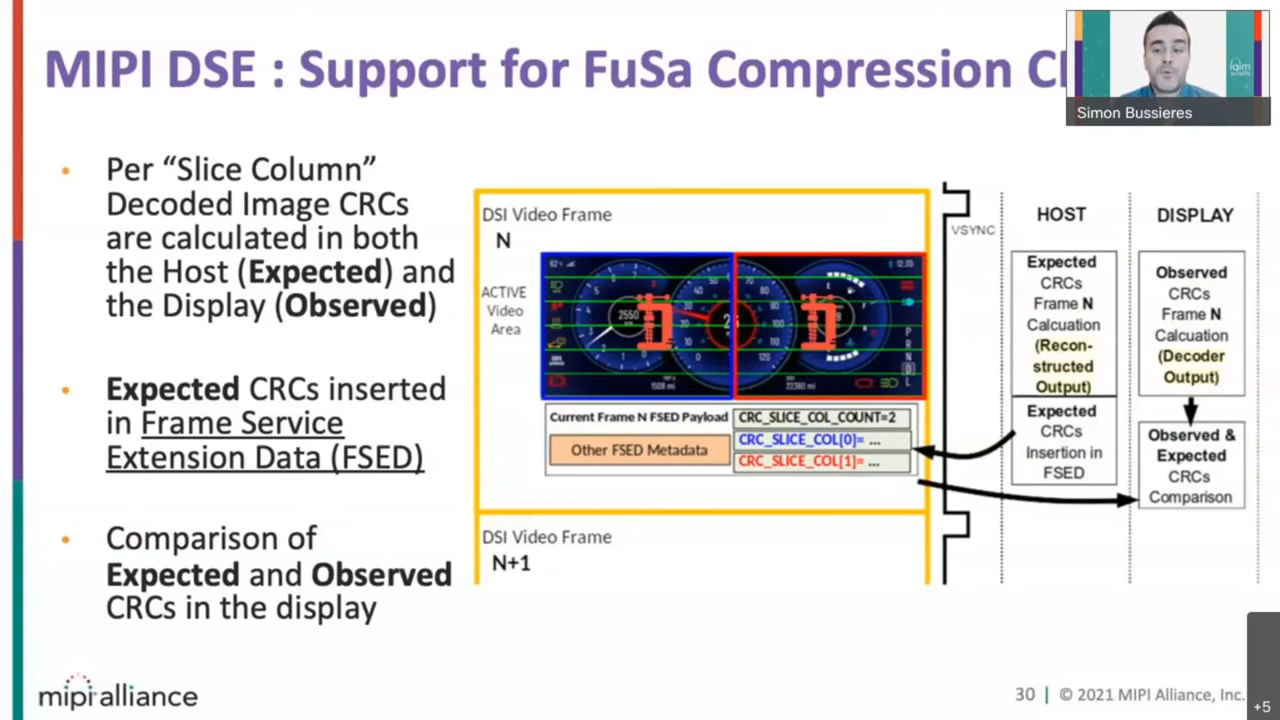 MIPI DSE : Support for FuSa Compression
Simon Bussieres
• Per “Slice Column”
Decoded Image CRCs
are calculated in both
the Host (Expected) and
the Display (Observed)
• Expected CRCs inserted
in Frame Service
Extension Data (FSED)
• Comparison of
Expected and Observed
CRCs in the display
DSI Video Frame
N
ACTIVE
Video
Area
2550
22360 mi
12:33
Current Frame N FSED Payload
Other FSED Metadata
CRC_SLICE_COL_COUNT=2
CRC_SLICE_COL[0]= ...
CRC_SLICE_COL[1]= ...
DSI Video Frame
N+1
VSYNC
HOST
Expected
CRCs
Frame N
Calcuation
(Recon-
structed
Output)
Expected
CRCs
Insertion in
FSED
DISPLAY
Observed
CRCs
Frame N
Calcuation
(Decoder
Output)
Observed &
Expected
CRCs
Comparison
mipi alliance
30 | © 2021 MIPI Alliance, Inc.
+5